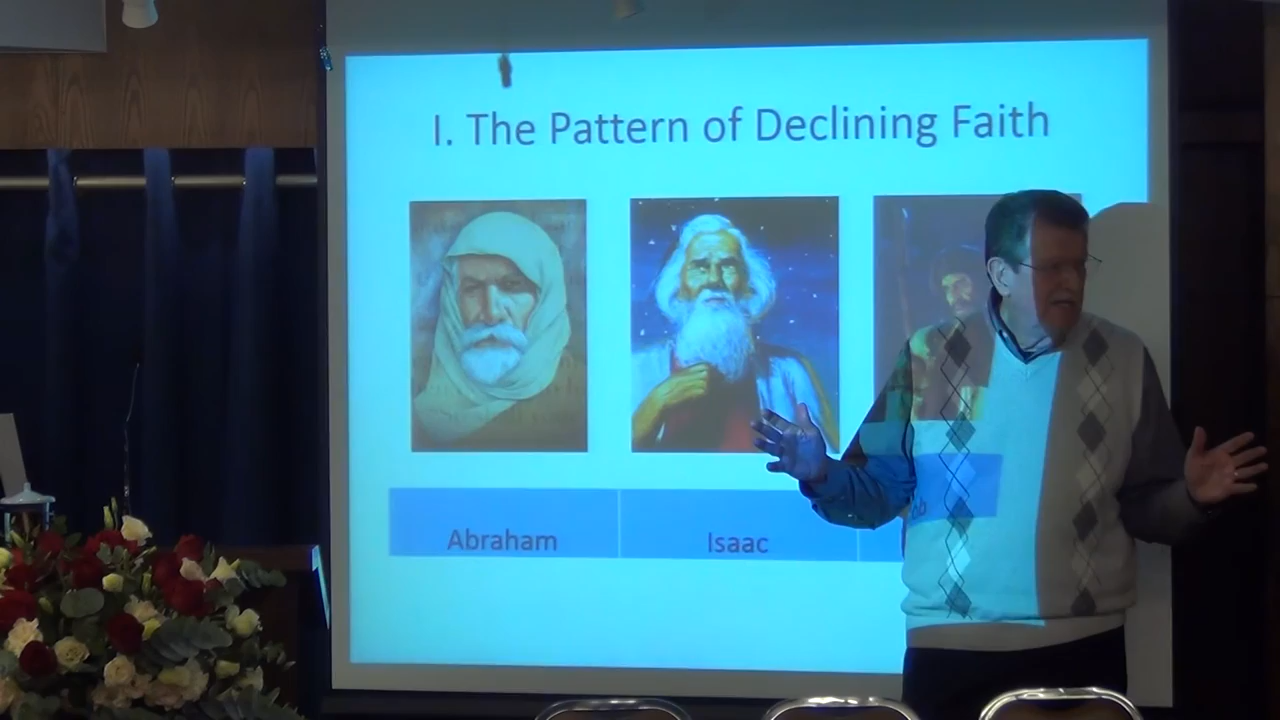 I. The Pattern of Declining Faith
Abraham Isaac